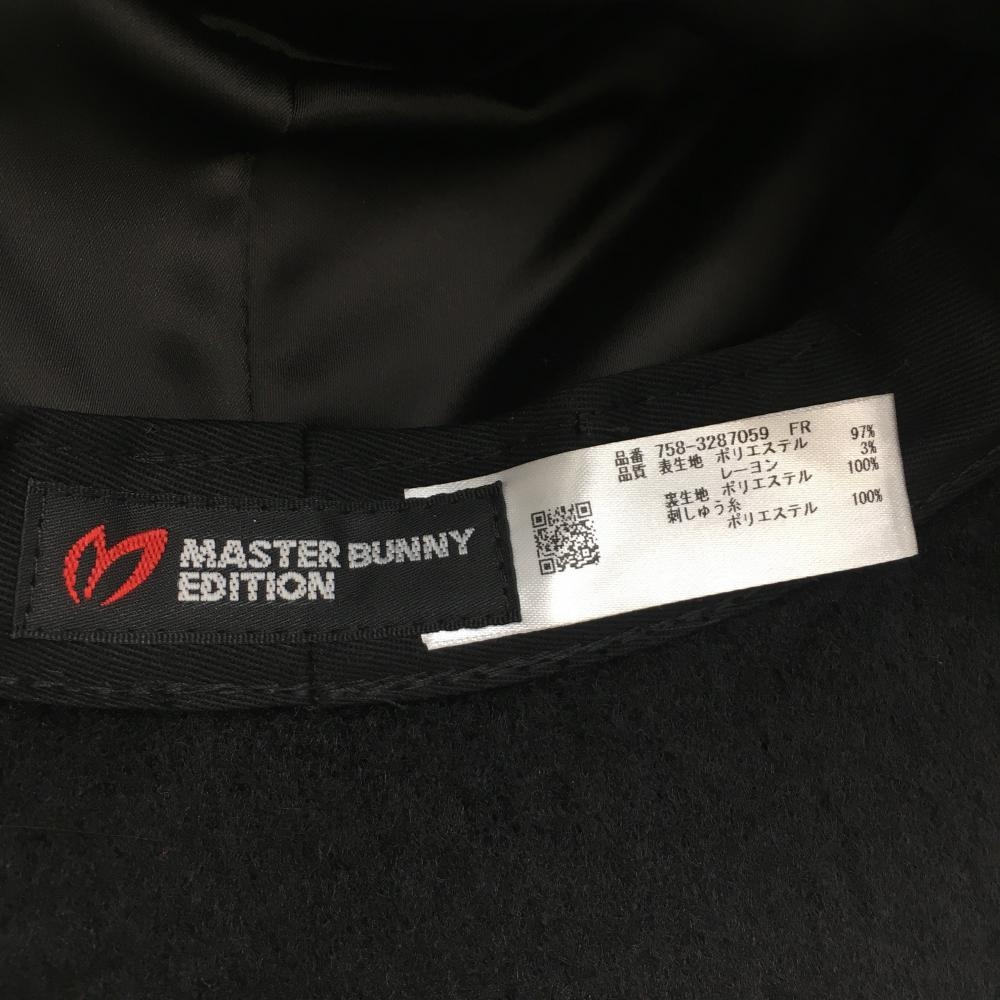 MASTER BUNNY
EDITION
品番 758-3287059 FR
品質 表生地 ポリエステル 97%
レーヨン 3%
裏生地 ポリエステル 100%
刺しゅう糸
ポリエステル 100%